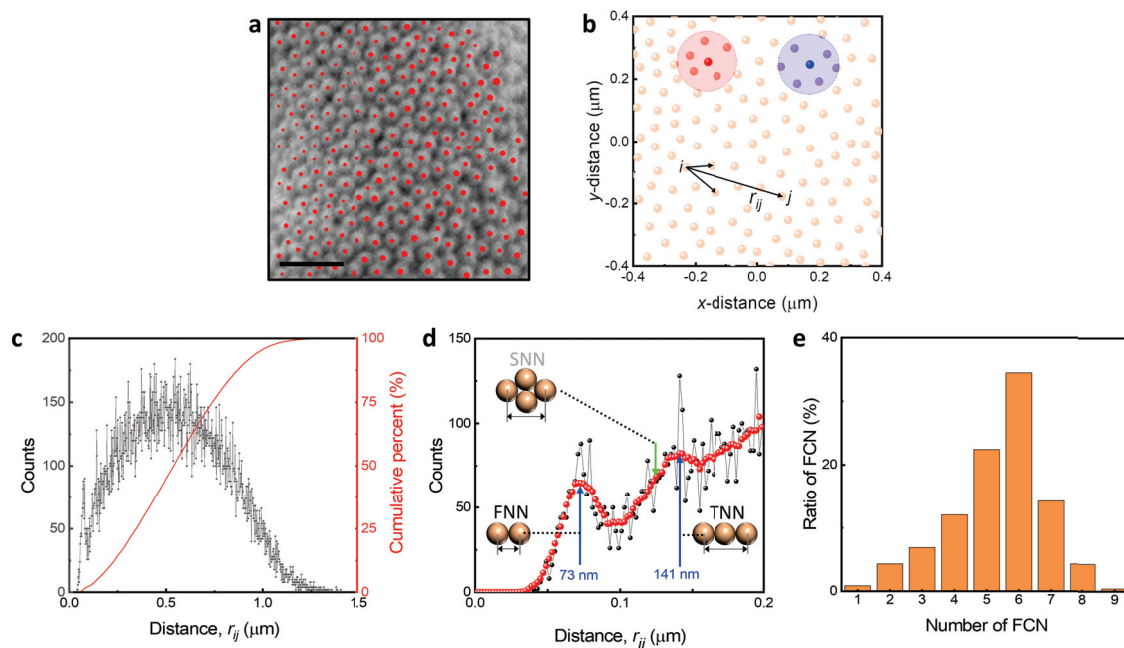 a
b
0.4
0.2
0.0
-0.2
-0.4
y-distance (μm)
i
j
r_ij
-0.4 -0.2 0.0 0.2 0.4
x-distance (μm)
c
200
150
100
50
0
Counts
100
75
50
25
0
Cumulative percent (%)
0.0 0.5 1.0 1.5
Distance, r_ij (μm)
d
150
100
50
0
Counts
SNN
FNN
TNN
73 nm
141 nm
0.0 0.1 0.2
Distance, r_ij (μm)
e
40
20
0
Ratio of FCN (%)
1 2 3 4 5 6 7 8 9
Number of FCN